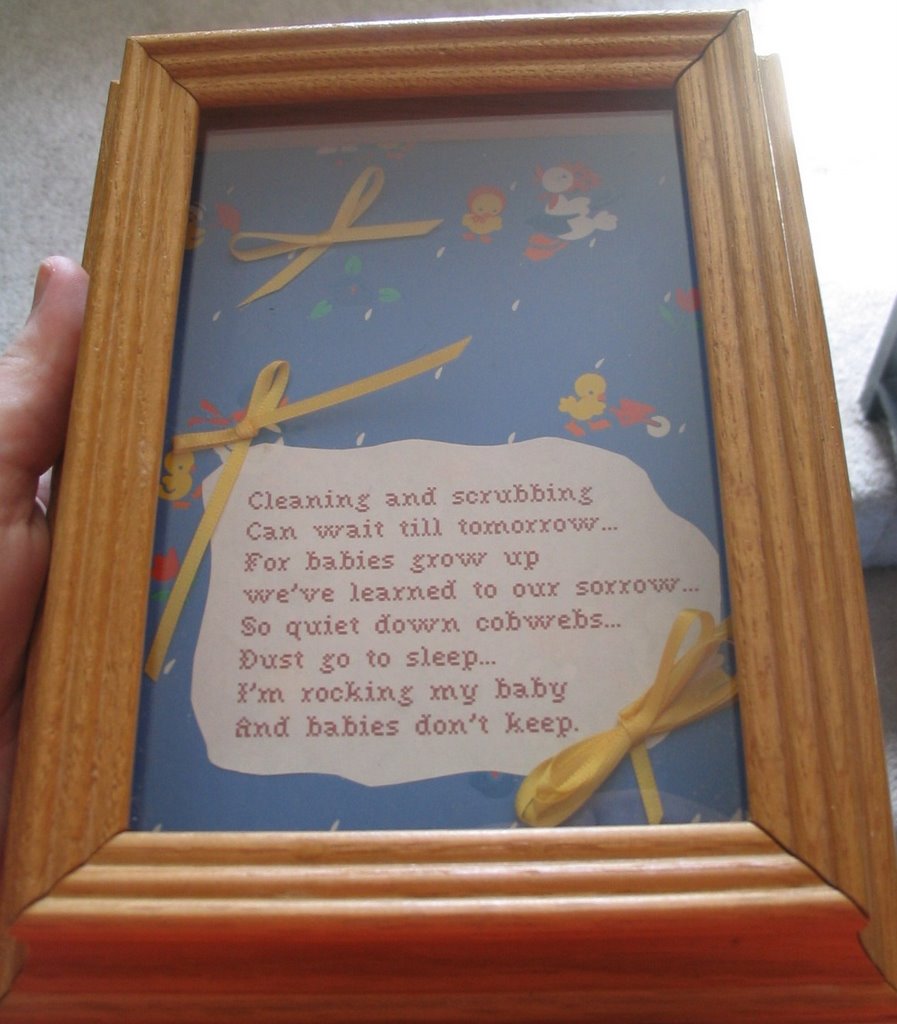 Cleaning and scrubbing
Can wait till tomorrow...
For babies grow up
we've learned to our sorrow...
So quiet down cobwebs...
Dust go to sleep...
I'm rocking my baby
And babies don't keep.